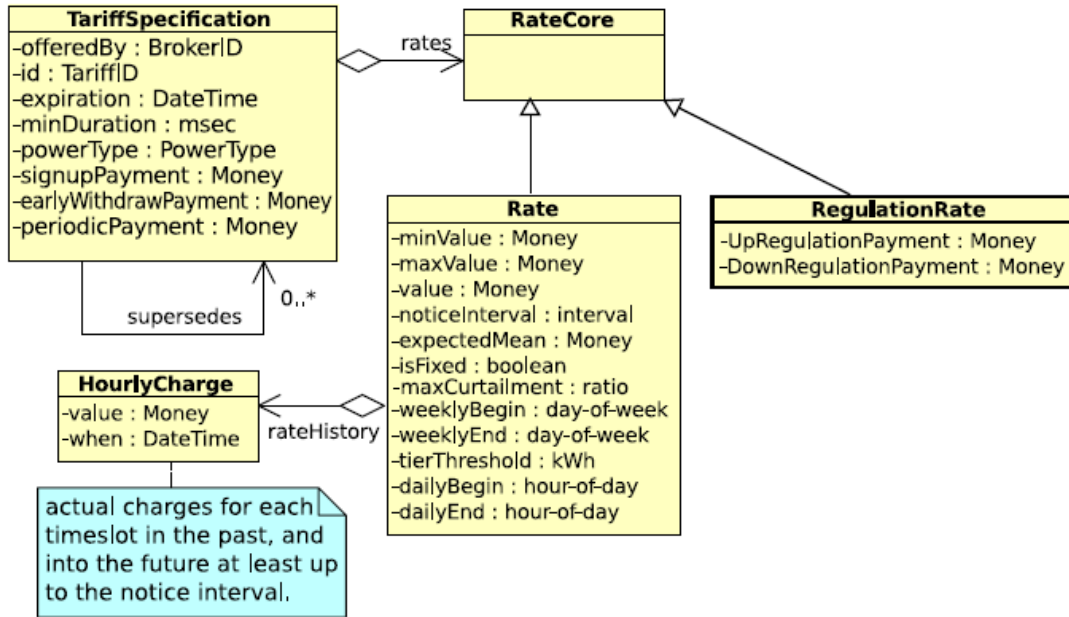 TariffSpecification
-offeredBy : BrokerID
-id : TariffID
-expiration : DateTime
-minDuration : msec
-powerType : PowerType
-signupPayment : Money
-earlyWithdrawPayment : Money
-periodicPayment : Money
rates
RateCore
supersedes
0..*
Rate
-minValue : Money
-maxValue : Money
-value : Money
-noticeInterval : interval
-expectedMean : Money
-isFixed : boolean
-maxCurtailment : ratio
-weeklyBegin : day-of-week
-weeklyEnd : day-of-week
-tierThreshold : kWh
-dailyBegin : hour-of-day
-dailyEnd : hour-of-day
RegulationRate
-UpRegulationPayment : Money
-DownRegulationPayment : Money
HourlyCharge
-value : Money
-when : DateTime
rateHistory
actual charges for each
timeslot in the past, and
into the future at least up
to the notice interval.